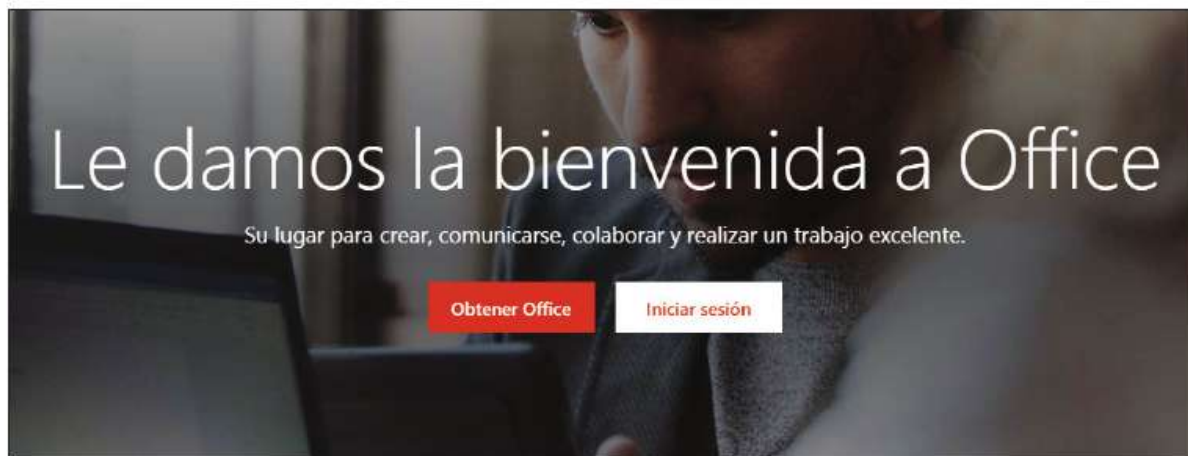 Le damos la bienvenida a Office
Su lugar para crear, comunicarse, colaborar y realizar un trabajo excelente.
Obtener Office
Iniciar sesión